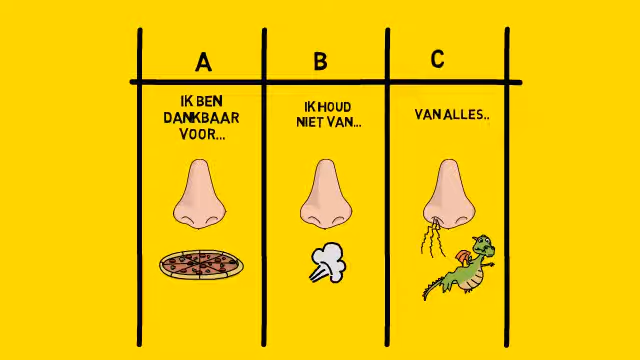 A
B
C
IK BEN
DANKBAAR
VOOR...
IK HOUD
NIET VAN...
VAN ALLES..